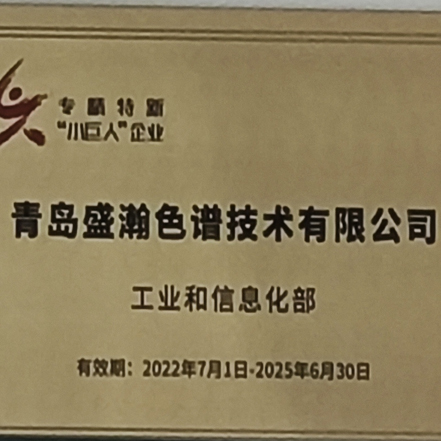 专精特新
“小巨人”企业
青岛盛瀚色谱技术有限公司
工业和信息化部
有效期：2022年7月1日-2025年6月30日